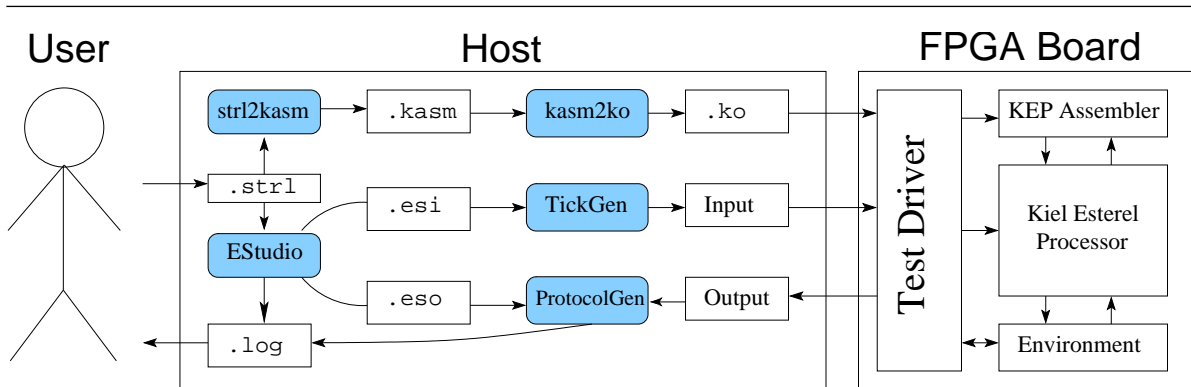 User
Host
FPGA Board
strl2kasm
.kasm
kasm2ko
.ko
KEP Assembler
.strl
.esi
TickGen
Input
Test Driver
Kiel Esterel
Processor
EStudio
.eso
ProtocolGen
Output
.log
Environment